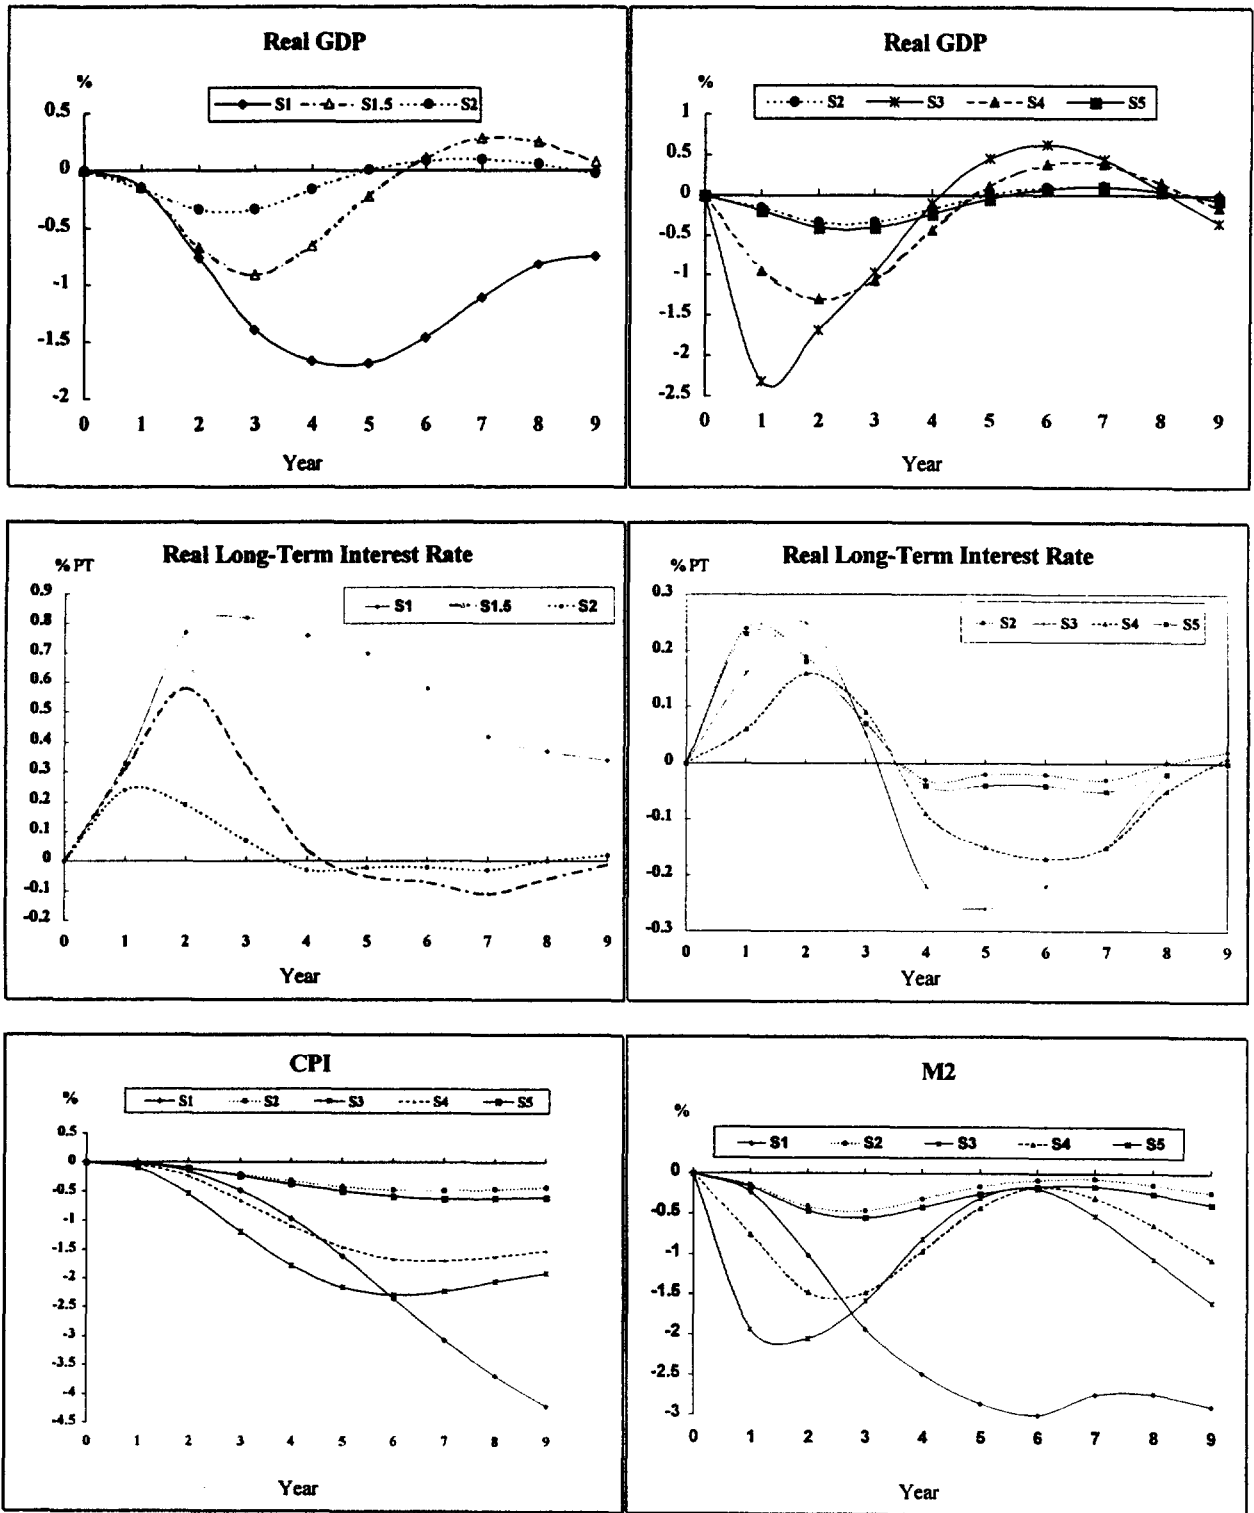 Real GDP
%
S1 S1.5 S2
0.5
0
-0.5
-1
-1.5
-2
0 1 2 3 4 5 6 7 8 9
Year
Real GDP
%
S2 S3 S4 S5
1
0.5
0
-0.5
-1
-1.5
-2
-2.5
0 1 2 3 4 5 6 7 8 9
Year
Real Long-Term Interest Rate
% PT
S1 S1.5 S2
0.9
0.8
0.7
0.6
0.5
0.4
0.3
0.2
0.1
0
-0.1
-0.2
0 1 2 3 4 5 6 7 8 9
Year
Real Long-Term Interest Rate
% PT
S2 S3 S4 S5
0.3
0.2
0.1
0
-0.1
-0.2
-0.3
0 1 2 3 4 5 6 7 8 9
Year
CPI
%
S1 S2 S3 S4 S5
0.5
0
-0.5
-1
-1.5
-2
-2.5
-3
-3.5
-4
-4.5
0 1 2 3 4 5 6 7 8 9
Year
M2
%
S1 S2 S3 S4 S5
0
-0.5
-1
-1.5
-2
-2.5
-3
0 1 2 3 4 5 6 7 8 9
Year